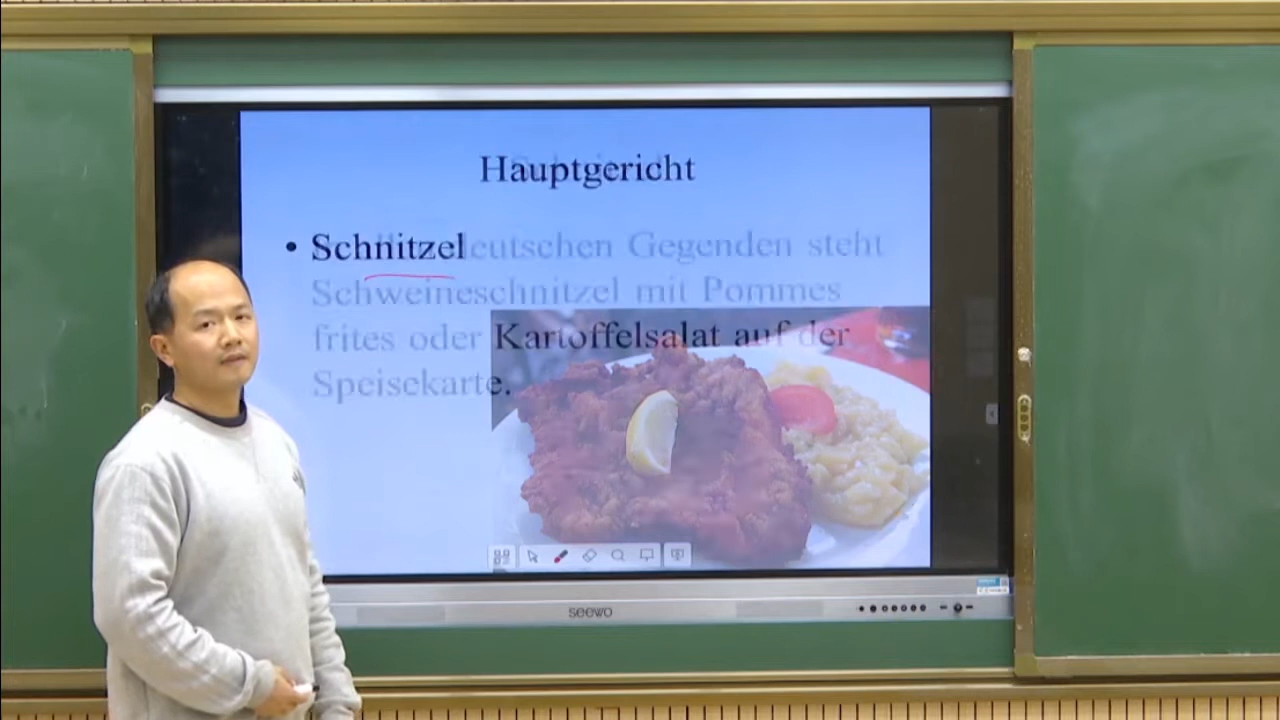 Hauptgericht
• Schnitzel deutschen Gegenden steht
Schweineschnitzel mit Pommes
frites oder Kartoffelsalat auf der
Speisekarte.
seewo